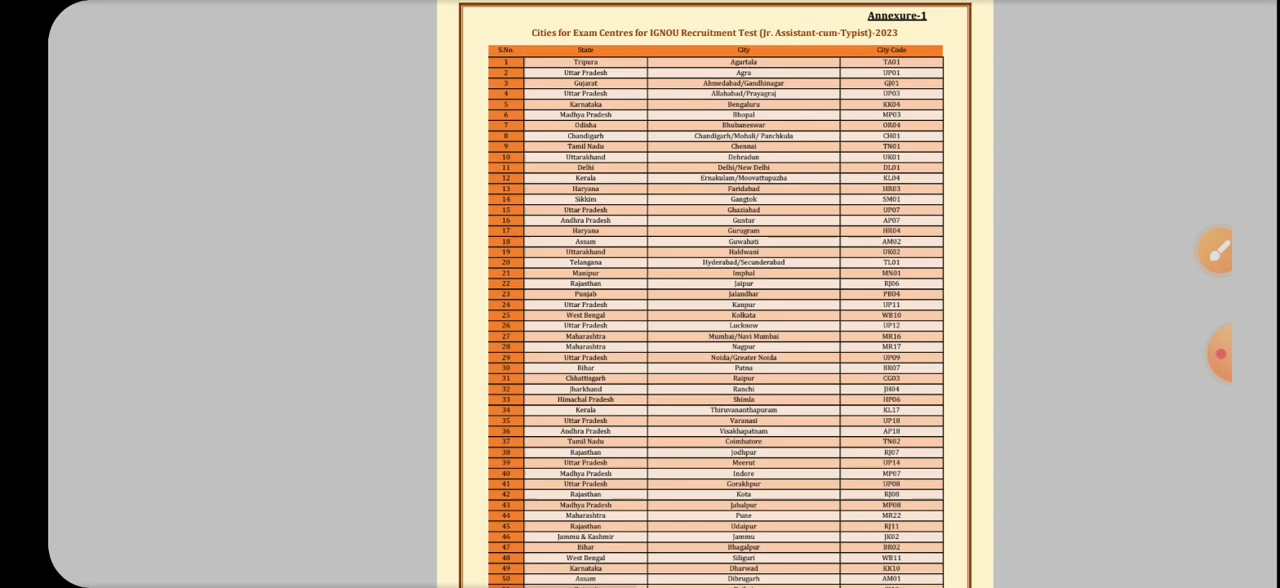 Annexure-1
Cities for Exam Centres for IGNOU Recruitment Test (Jr. Assistant-cum-Typist)-2023
S.No. State City City Code
1 Tripura Agartala TA01
2 Uttar Pradesh Agra UP01
3 Gujarat Ahmedabad/Gandhinagar GJ01
4 Uttar Pradesh Allahabad/Prayagraj UP03
5 Karnataka Bengaluru KK04
6 Madhya Pradesh Bhopal MP03
7 Odisha Bhubaneswar OR04
8 Chandigarh Chandigarh/Mohali/ Panchkula CH01
9 Tamil Nadu Chennai TN01
10 Uttarakhand Dehradun UK01
11 Delhi Delhi/New Delhi DL01
12 Kerala Ernakulam/Moovattupuzha KL04
13 Haryana Faridabad HR03
14 Sikkim Gangtok SM01
15 Uttar Pradesh Ghaziabad UP07
16 Andhra Pradesh Guntur AP07
17 Haryana Gurugram HR04
18 Assam Guwahati AM02
19 Uttarakhand Haldwani UK02
20 Telangana Hyderabad/Secunderabad TL01
21 Manipur Imphal MN01
22 Rajasthan Jaipur RJ06
23 Punjab Jalandhar PB04
24 Uttar Pradesh Kanpur UP11
25 West Bengal Kolkata WB10
26 Uttar Pradesh Lucknow UP12
27 Maharashtra Mumbai/Navi Mumbai MR16
28 Maharashtra Nagpur MR17
29 Uttar Pradesh Noida/Greater Noida UP09
30 Bihar Patna BR07
31 Chhattisgarh Raipur CG03
32 Jharkhand Ranchi JH04
33 Himachal Pradesh Shimla HP06
34 Kerala Thiruvananthapuram KL17
35 Uttar Pradesh Varanasi UP18
36 Andhra Pradesh Visakhapatnam AP18
37 Tamil Nadu Coimbatore TN02
38 Rajasthan Jodhpur RJ07
39 Uttar Pradesh Meerut UP14
40 Madhya Pradesh Indore MP07
41 Uttar Pradesh Gorakhpur UP08
42 Rajasthan Kota RJ08
43 Madhya Pradesh Jabalpur MP08
44 Maharashtra Pune MR22
45 Rajasthan Udaipur RJ11
46 Jammu & Kashmir Jammu JK02
47 Bihar Bhagalpur BR02
48 West Bengal Siliguri WB11
49 Karnataka Dharwad KK10
50 Assam Dibrugarh AM01